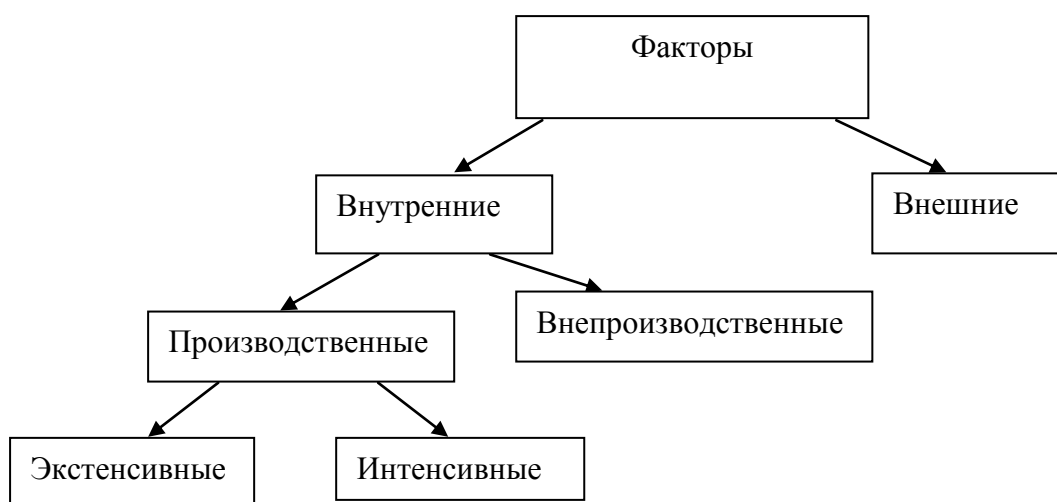 Факторы
Внутренние
Внешние
Производственные
Внепроизводственные
Экстенсивные
Интенсивные